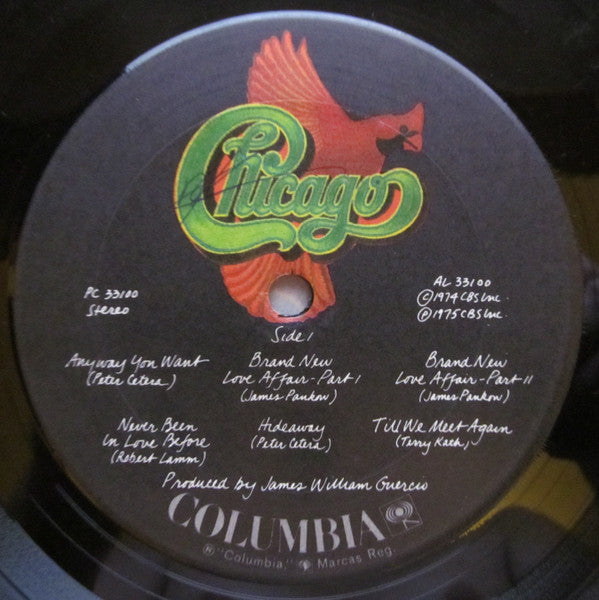 Chicago
PC 33100
Stereo
AL 33100
©1974 CBS Inc.
℗1975 CBS Inc.
Side 1
Anyway You Want
(Peter Cetera)
Brand New
Love Affair-Part I
(James Pankow)
Brand New
Love Affair-Part II
(James Pankow)
Never Been
In Love Before
(Robert Lamm)
Hideaway
(Peter Cetera)
Till We Meet Again
(Terry Kath)
Produced by James William Guercio
COLUMBIA
® "Columbia," Marcas Reg.